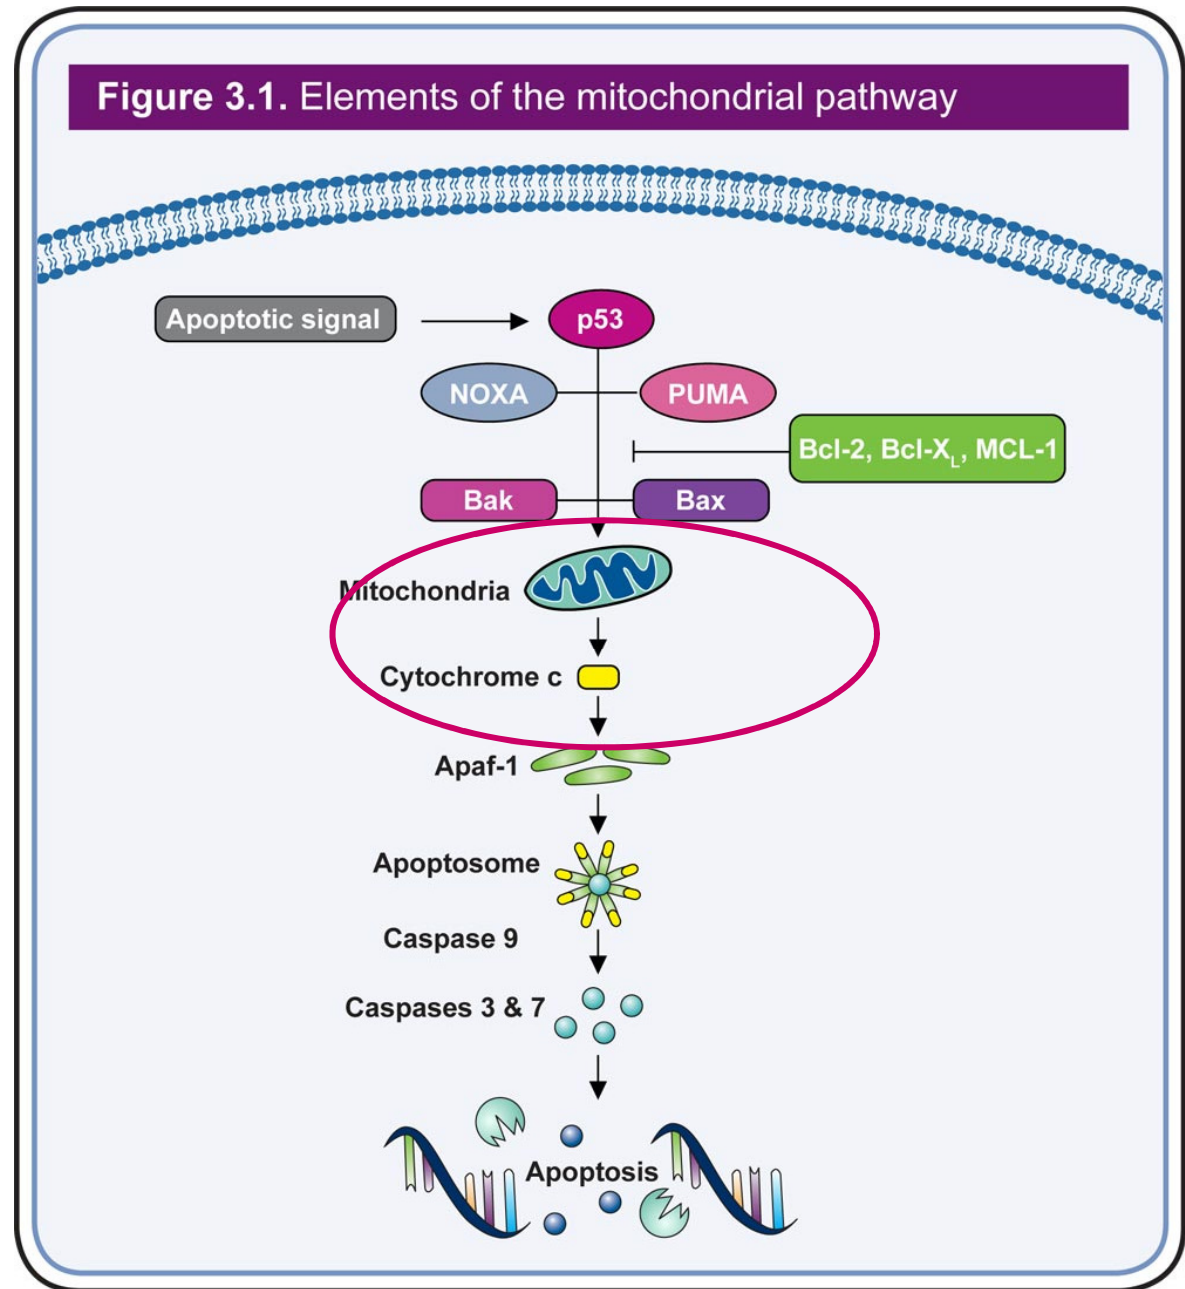 Figure 3.1. Elements of the mitochondrial pathway
Apoptotic signal
p53
NOXA
PUMA
Bcl-2, Bcl-XL, MCL-1
Bak
Bax
Mitochondria
Cytochrome c
Apaf-1
Apoptosome
Caspase 9
Caspases 3 & 7
Apoptosis